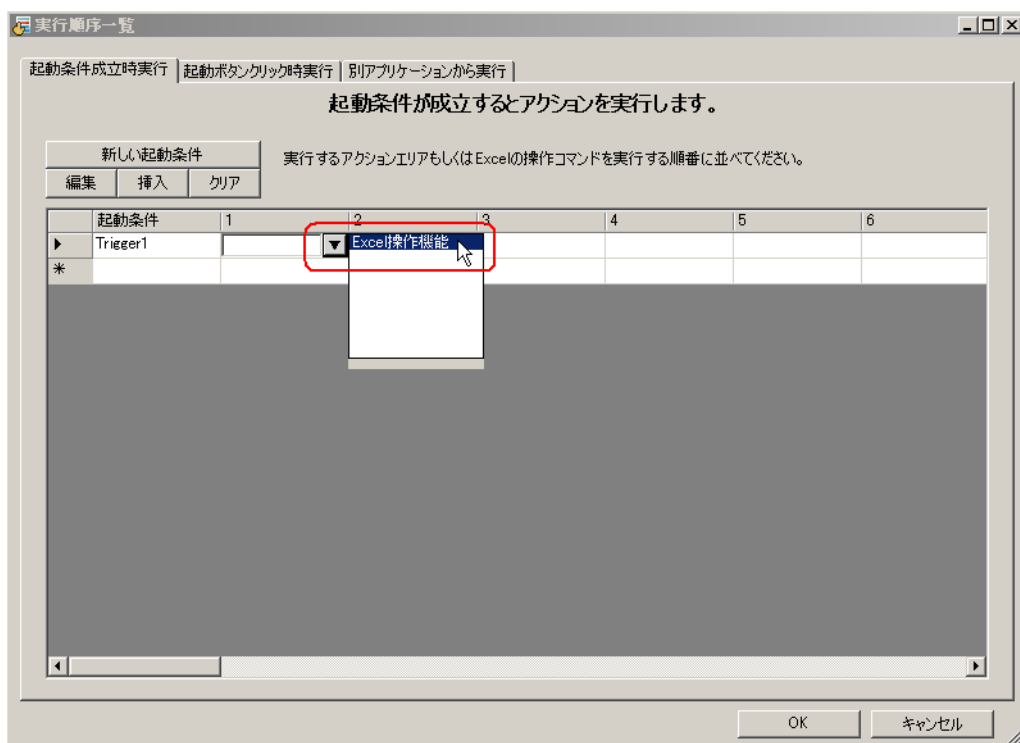 実行順序一覧
起動条件成立時実行 起動ボタンクリック時実行 別アプリケーションから実行
起動条件が成立するとアクションを実行します。
新しい起動条件
実行するアクションエリアもしくはExcelの操作コマンドを実行する順番に並べてください。
編集 挿入 クリア
起動条件 1 2 3 4 5 6
Trigger1 Excel操作機能
OK キャンセル